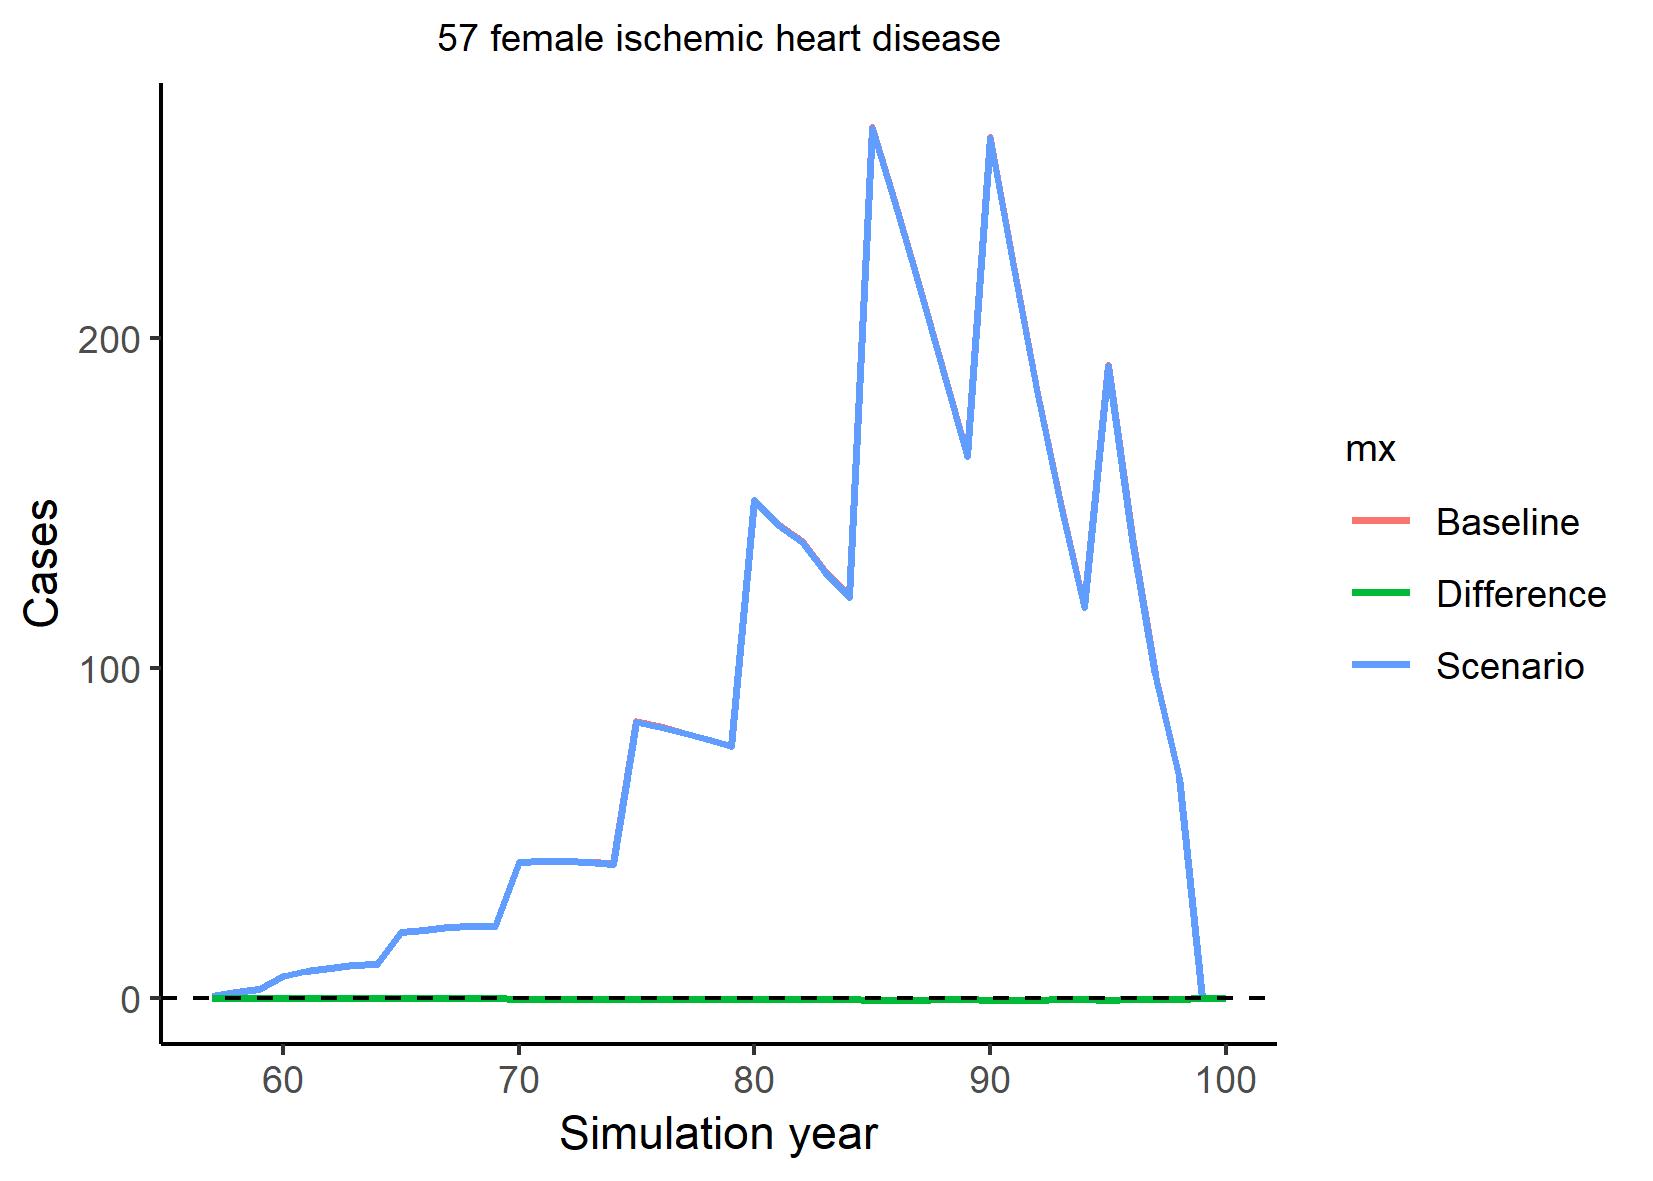 57 female ischemic heart disease
Cases
200
100
0
60 70 80 90 100
Simulation year
mx
Baseline
Difference
Scenario